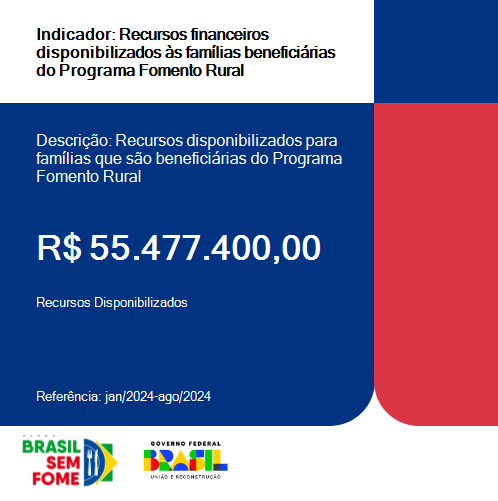 Indicador: Recursos financeiros
disponibilizados às famílias beneficiárias
do Programa Fomento Rural
Descrição: Recursos disponibilizados para
famílias que são beneficiárias do Programa
Fomento Rural
R$ 55.477.400,00
Recursos Disponibilizados
Referência: jan/2024-ago/2024
PLANO
BRASIL
SEM
FOME
GOVERNO FEDERAL
BRASIL
UNIÃO E RECONSTRUÇÃO